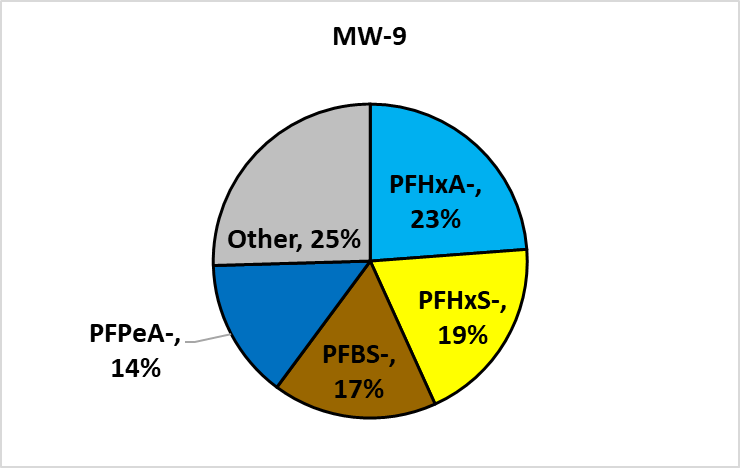 MW-9
PFHxA-,
23%
PFHxS-,
19%
PFBS-,
17%
PFPeA-,
14%
Other, 25%